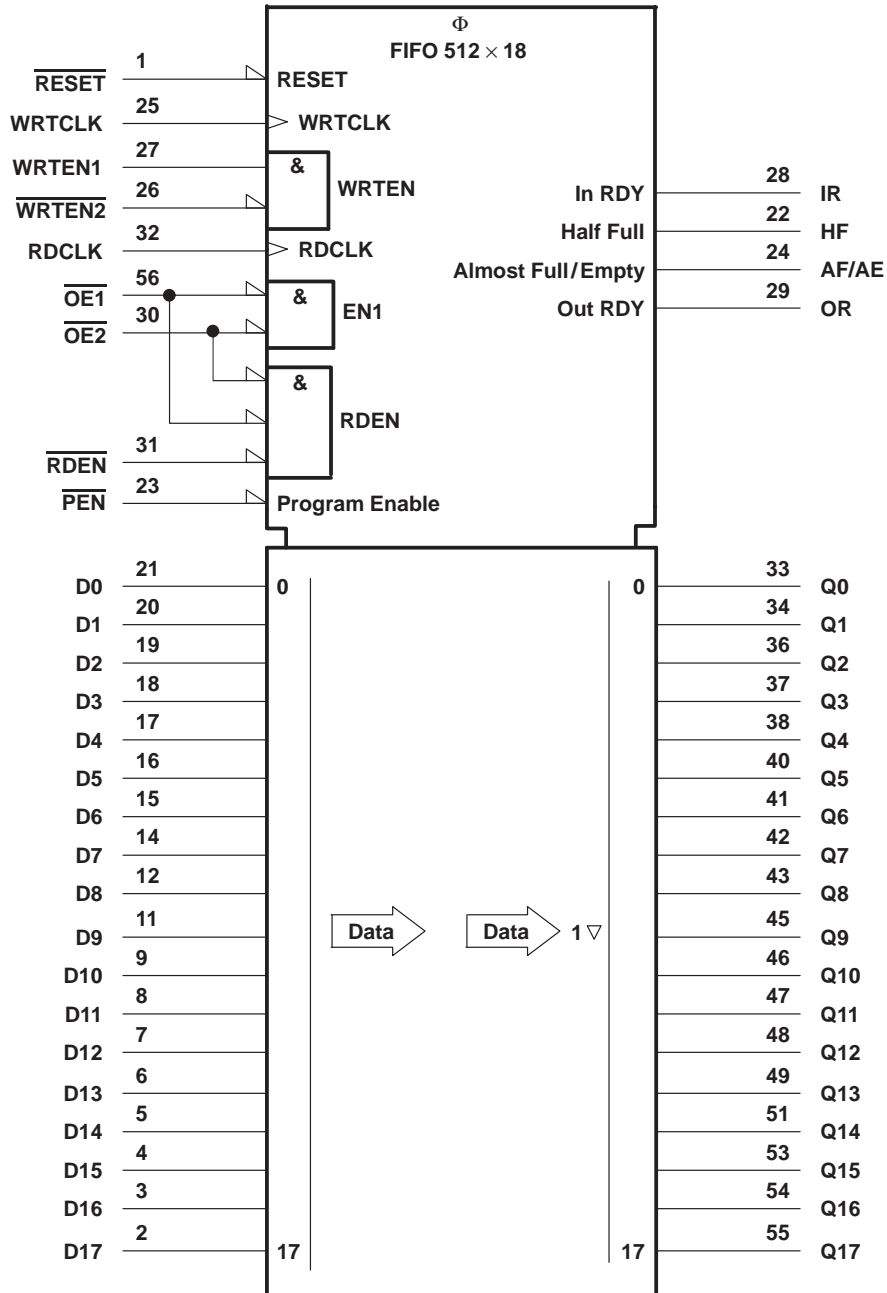 Φ
FIFO 512 × 18
RESET 1 RESET
WRTCLK 25 WRTCLK
WRTEN1 27 &
WRTEN2 26 WRTEN
RDCLK 32 RDCLK
OE1 56 &
OE2 30 EN1
&
RDEN
RDEN 31
PEN 23 Program Enable
In RDY 28 IR
Half Full 22 HF
Almost Full/Empty 24 AF/AE
Out RDY 29 OR
D0 21 0 0 33 Q0
D1 20 34 Q1
D2 19 36 Q2
D3 18 37 Q3
D4 17 38 Q4
D5 16 40 Q5
D6 15 41 Q6
D7 14 42 Q7
D8 12 43 Q8
D9 11 Data Data 1 ▽ 45 Q9
D10 9 46 Q10
D11 8 47 Q11
D12 7 48 Q12
D13 6 49 Q13
D14 5 51 Q14
D15 4 53 Q15
D16 3 54 Q16
D17 2 17 17 55 Q17